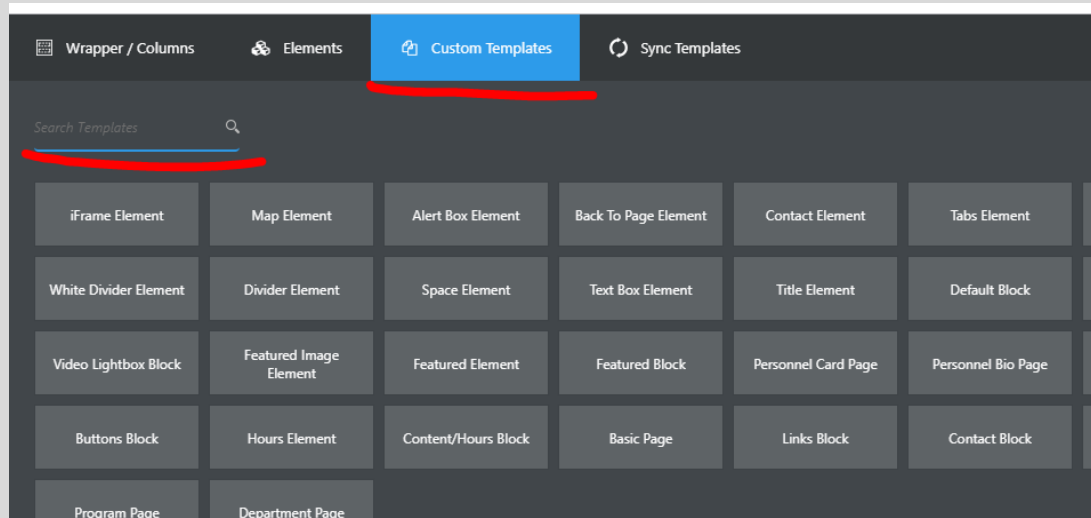 Wrapper / Columns
Elements
Custom Templates
Sync Templates
Search Templates
iFrame Element
Map Element
Alert Box Element
Back To Page Element
Contact Element
Tabs Element
White Divider Element
Divider Element
Space Element
Text Box Element
Title Element
Default Block
Video Lightbox Block
Featured Image
Element
Featured Element
Featured Block
Personnel Card Page
Personnel Bio Page
Buttons Block
Hours Element
Content/Hours Block
Basic Page
Links Block
Contact Block
Program Page
Department Page